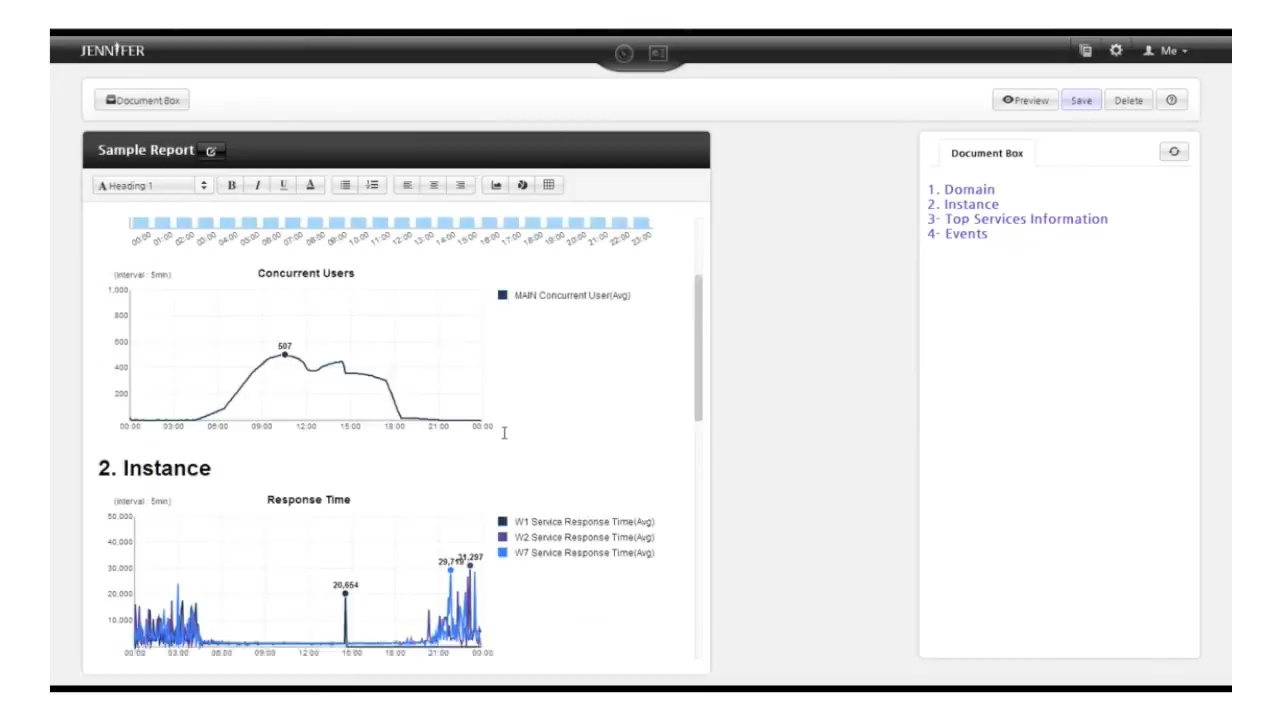 JENNIFER
Me
Document Box
Preview Save Delete
Sample Report
A Heading 1 B I U A
00:00 01:00 02:00 03:00 04:00 05:00 06:00 07:00 08:00 09:00 10:00 11:00 12:00 13:00 14:00 15:00 16:00 17:00 18:00 19:00 20:00 21:00 22:00 23:00
(Interval : 5min) Concurrent Users
MAIN Concurrent User(Avg)
1,000
800
600
507
400
200
00:00 03:00 06:00 09:00 12:00 15:00 18:00 21:00 00:00
2. Instance
(Interval : 5min) Response Time
W1 Service Response Time(Avg)
W2 Service Response Time(Avg)
W7 Service Response Time(Avg)
50,000
40,000
30,000
20,000
10,000
20,654
29,719
31,297
00:00 03:00 06:00 09:00 12:00 15:00 18:00 21:00 00:00
Document Box
1. Domain
2. Instance
3- Top Services Information
4- Events